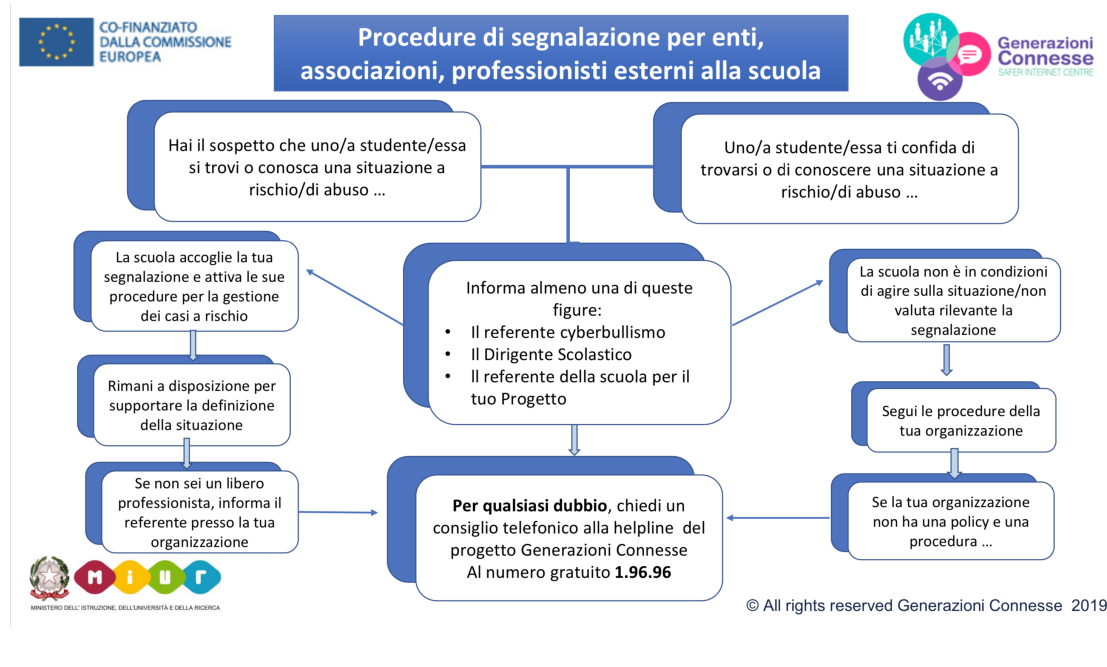 CO-FINANZIATO
DALLA COMMISSIONE
EUROPEA
Procedure di segnalazione per enti,
associazioni, professionisti esterni alla scuola
Generazioni
Connesse
SAFER INTERNET CENTRE
Hai il sospetto che uno/a studente/essa
si trovi o conosca una situazione a
rischio/di abuso ...
Uno/a studente/essa ti confida di
trovarsi o di conoscere una situazione a
rischio/di abuso ...
La scuola accoglie la tua
segnalazione e attiva le sue
procedure per la gestione
dei casi a rischio
Informa almeno una di queste
figure:
• Il referente cyberbullismo
• Il Dirigente Scolastico
• Il referente della scuola per il
tuo Progetto
La scuola non è in condizioni
di agire sulla situazione/non
valuta rilevante la
segnalazione
Rimani a disposizione per
supportare la definizione
della situazione
Segui le procedure della
tua organizzazione
Se non sei un libero
professionista, informa il
referente presso la tua
organizzazione
Per qualsiasi dubbio, chiedi un
consiglio telefonico alla helpline del
progetto Generazioni Connesse
Al numero gratuito 1.96.96
Se la tua organizzazione
non ha una policy e una
procedura ...
miur
MINISTERO DELL' ISTRUZIONE, DELL'UNIVERSITÀ E DELLA RICERCA
© All rights reserved Generazioni Connesse 2019